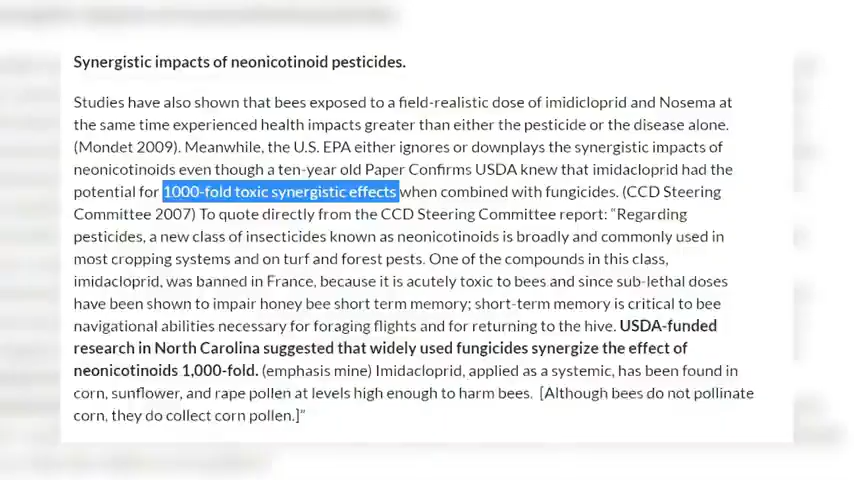 Synergistic impacts of neonicotinoid pesticides.
Studies have also shown that bees exposed to a field-realistic dose of imidicloprid and Nosema at
the same time experienced health impacts greater than either the pesticide or the disease alone.
(Mondet 2009). Meanwhile, the U.S. EPA either ignores or downplays the synergistic impacts of
neonicotinoids even though a ten-year old Paper Confirms USDA knew that imidacloprid had the
potential for 1000-fold toxic synergistic effects when combined with fungicides. (CCD Steering
Committee 2007) To quote directly from the CCD Steering Committee report: “Regarding
pesticides, a new class of insecticides known as neonicotinoids is broadly and commonly used in
most cropping systems and on turf and forest pests. One of the compounds in this class,
imidacloprid, was banned in France, because it is acutely toxic to bees and since sub-lethal doses
have been shown to impair honey bee short term memory; short-term memory is critical to bee
navigational abilities necessary for foraging flights and for returning to the hive. USDA-funded
research in North Carolina suggested that widely used fungicides synergize the effect of
neonicotinoids 1,000-fold. (emphasis mine) Imidacloprid, applied as a systemic, has been found in
corn, sunflower, and rape pollen at levels high enough to harm bees. [Although bees do not pollinate
corn, they do collect corn pollen.]”